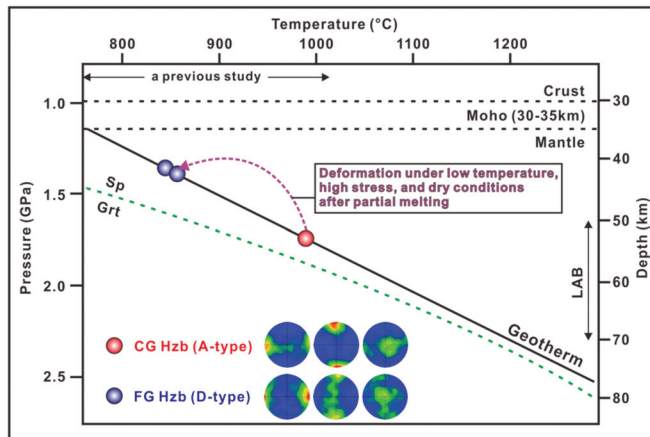 Temperature (°C)
800 900 1000 1100 1200
a previous study
Crust
Moho (30-35km)
Mantle
1.0
1.5
2.0
2.5
Pressure (GPa)
30
40
50
60
70
80
Depth (km)
Deformation under low temperature,
high stress, and dry conditions
after partial melting
Sp
Grt
LAB
Geotherm
CG Hzb (A-type)
FG Hzb (D-type)